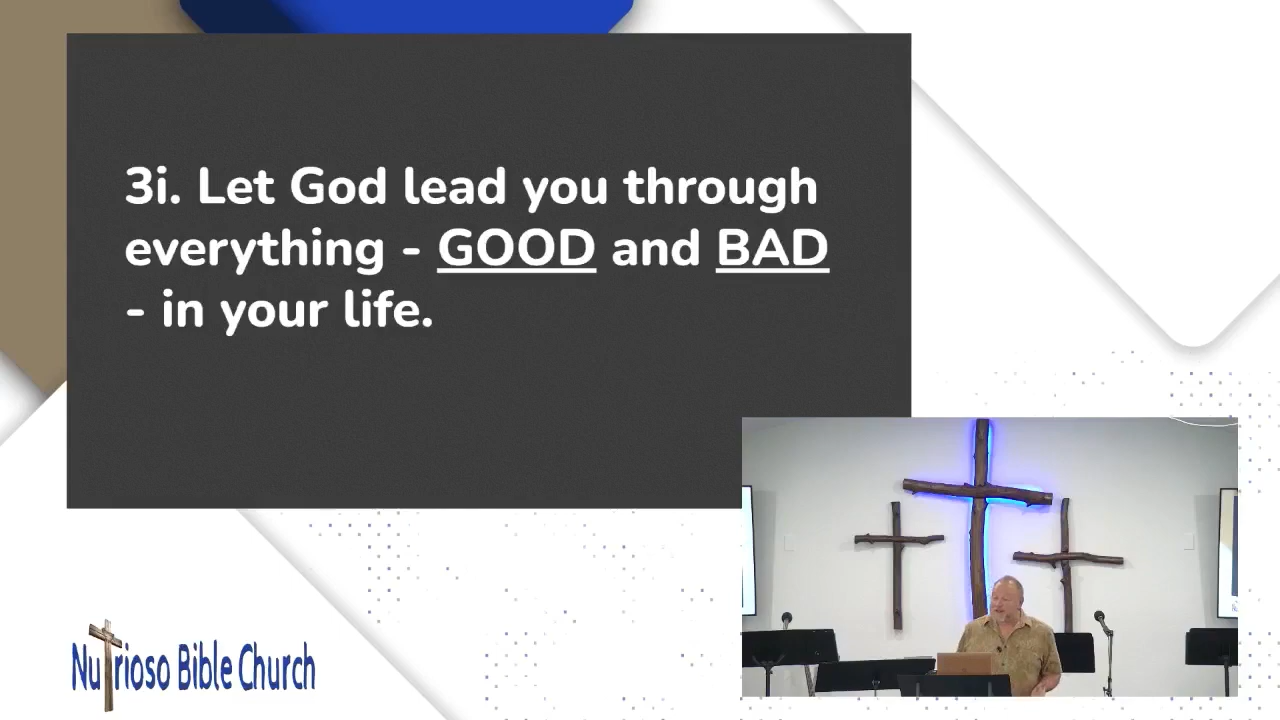 3i. Let God lead you through
everything - GOOD and BAD
- in your life.
Nutrioso Bible Church